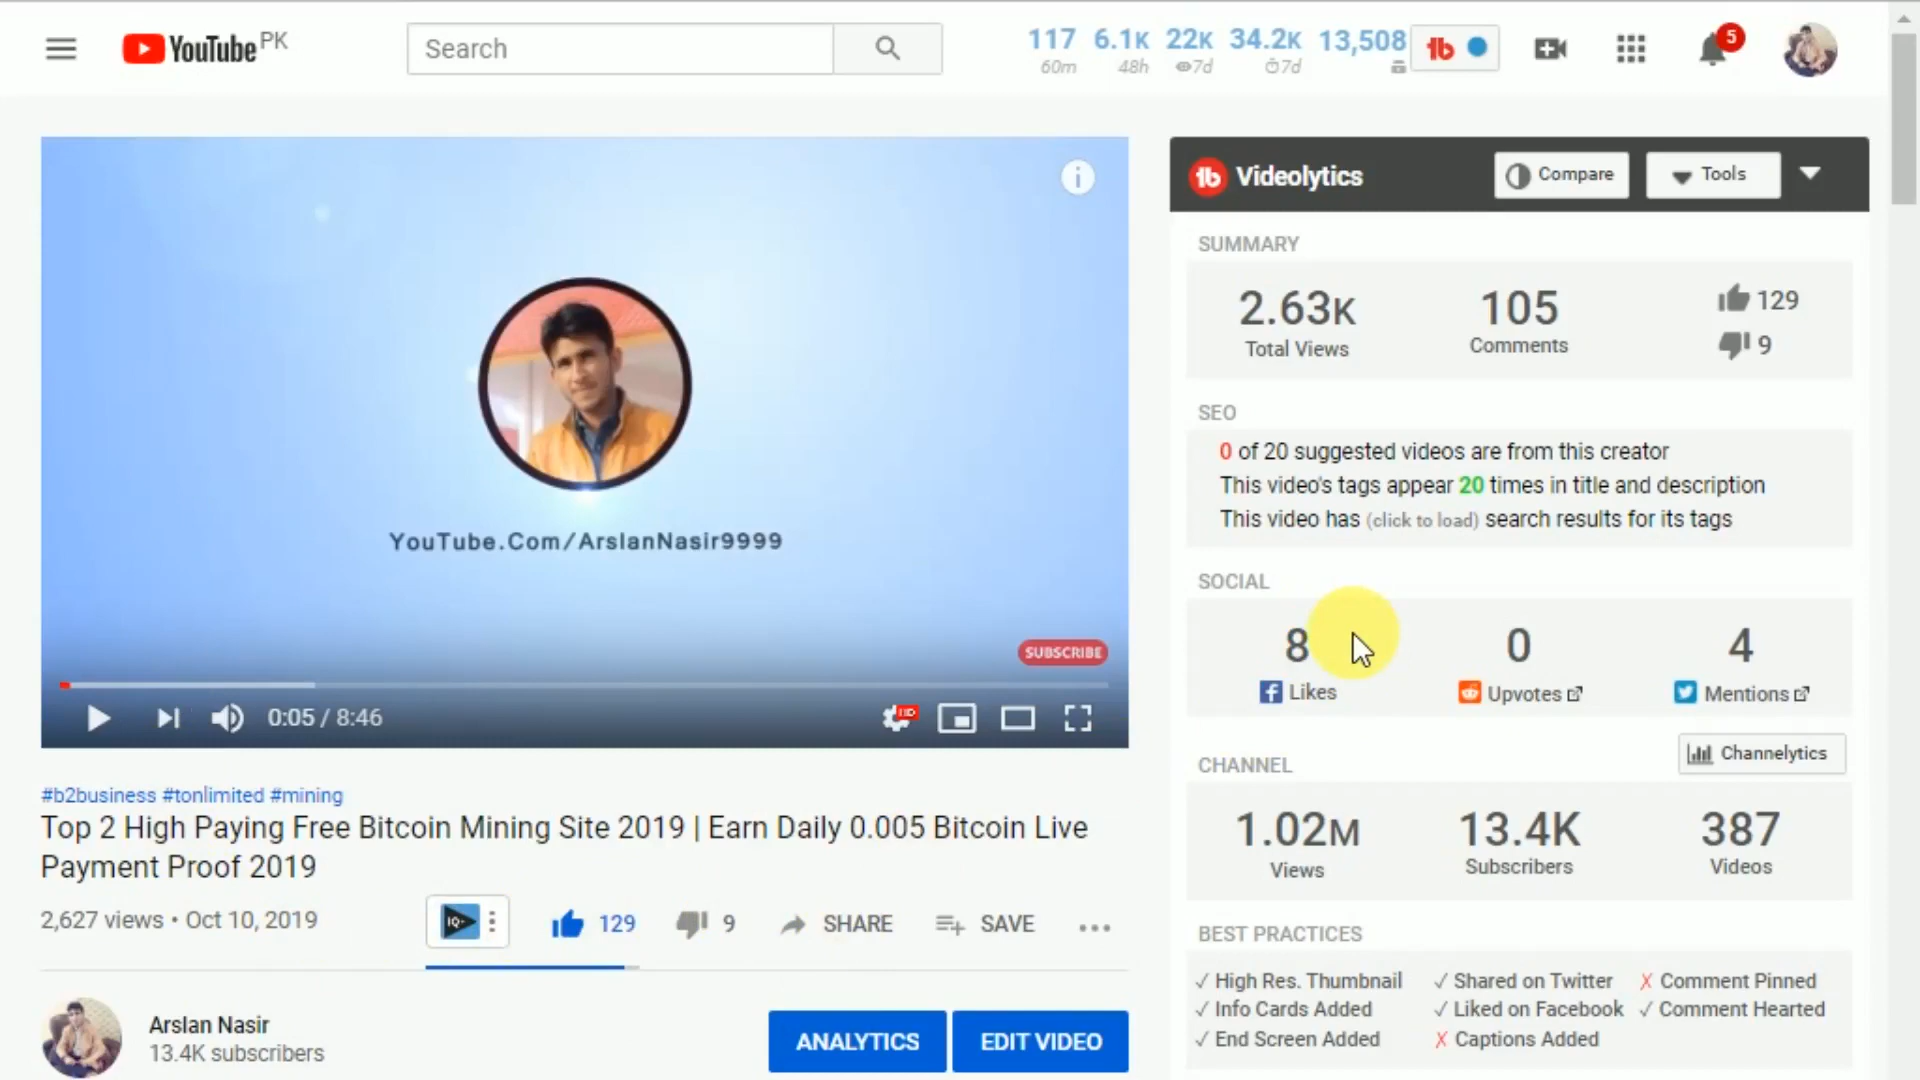 YouTube PK
Search
117 6.1K 22K 34.2K 13,508
60m 48h 7d 7d
5
Videolytics
Compare
Tools
SUMMARY
2.63K
Total Views
105
Comments
129
9
SEO
0 of 20 suggested videos are from this creator
This video's tags appear 20 times in title and description
This video has (click to load) search results for its tags
SOCIAL
8
Likes
0
Upvotes
4
Mentions
Channelytics
CHANNEL
1.02M
Views
13.4K
Subscribers
387
Videos
BEST PRACTICES
✓ High Res. Thumbnail ✓ Shared on Twitter ✗ Comment Pinned
✓ Info Cards Added ✓ Liked on Facebook ✓ Comment Hearted
✓ End Screen Added ✗ Captions Added
YouTube.Com/ArslanNasir9999
SUBSCRIBE
0:05 / 8:46
HD
#b2business #tonlimited #mining
Top 2 High Paying Free Bitcoin Mining Site 2019 | Earn Daily 0.005 Bitcoin Live
Payment Proof 2019
2,627 views • Oct 10, 2019
IQ
129
9
SHARE
SAVE
Arslan Nasir
13.4K subscribers
ANALYTICS
EDIT VIDEO